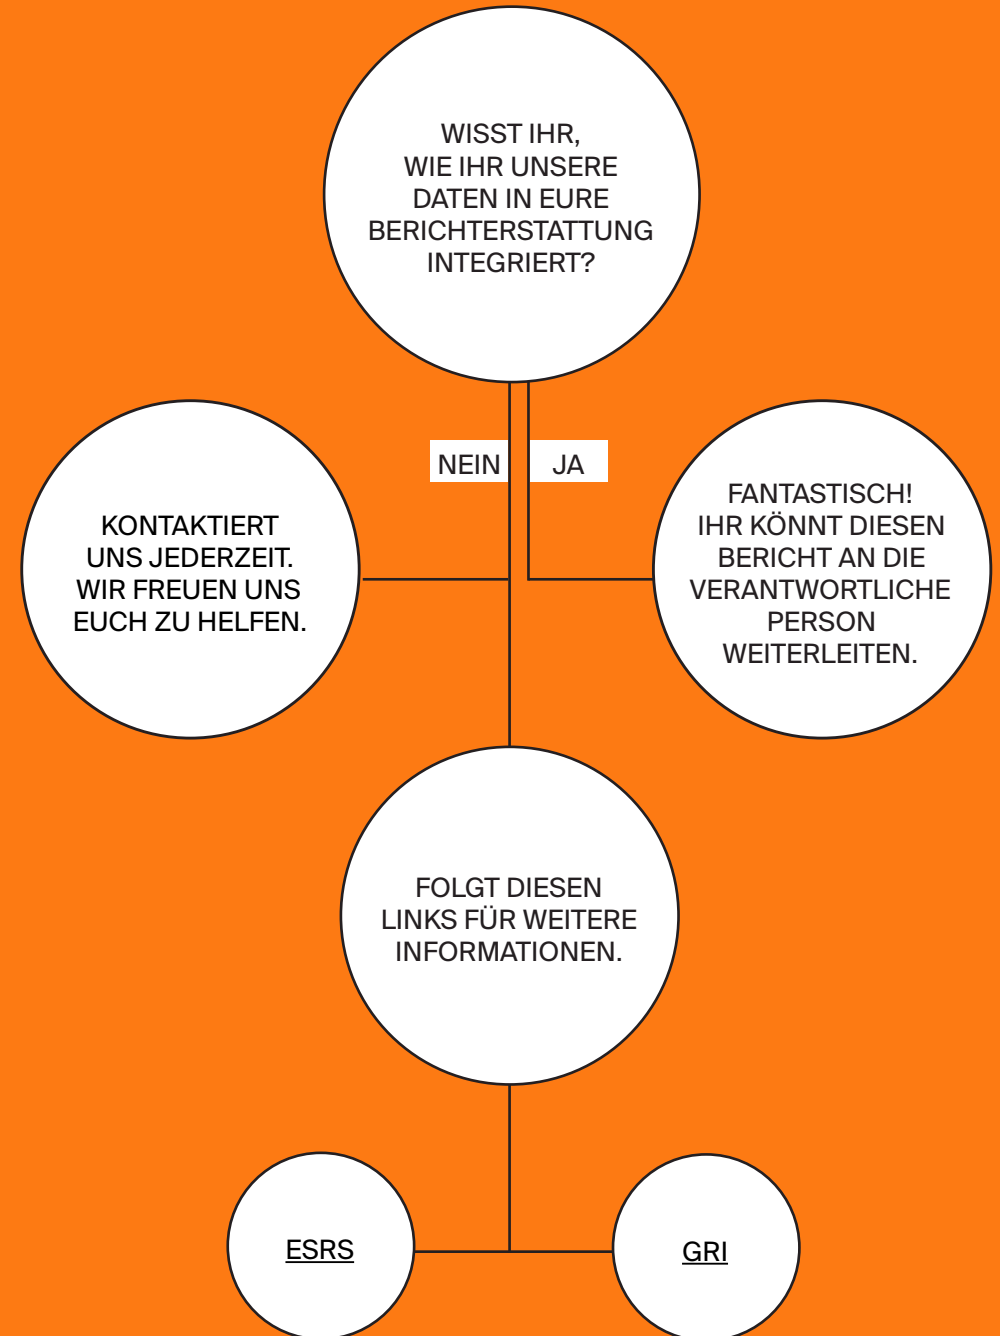 WISST IHR,
WIE IHR UNSERE
DATEN IN EURE
BERICHTERSTATTUNG
INTEGRIERT?
NEIN
JA
KONTAKTIERT
UNS JEDERZEIT.
WIR FREUEN UNS
EUCH ZU HELFEN.
FANTASTISCH!
IHR KÖNNT DIESEN
BERICHT AN DIE
VERANTWORTLICHE
PERSON
WEITERLEITEN.
FOLGT DIESEN
LINKS FÜR WEITERE
INFORMATIONEN.
ESRS
GRI